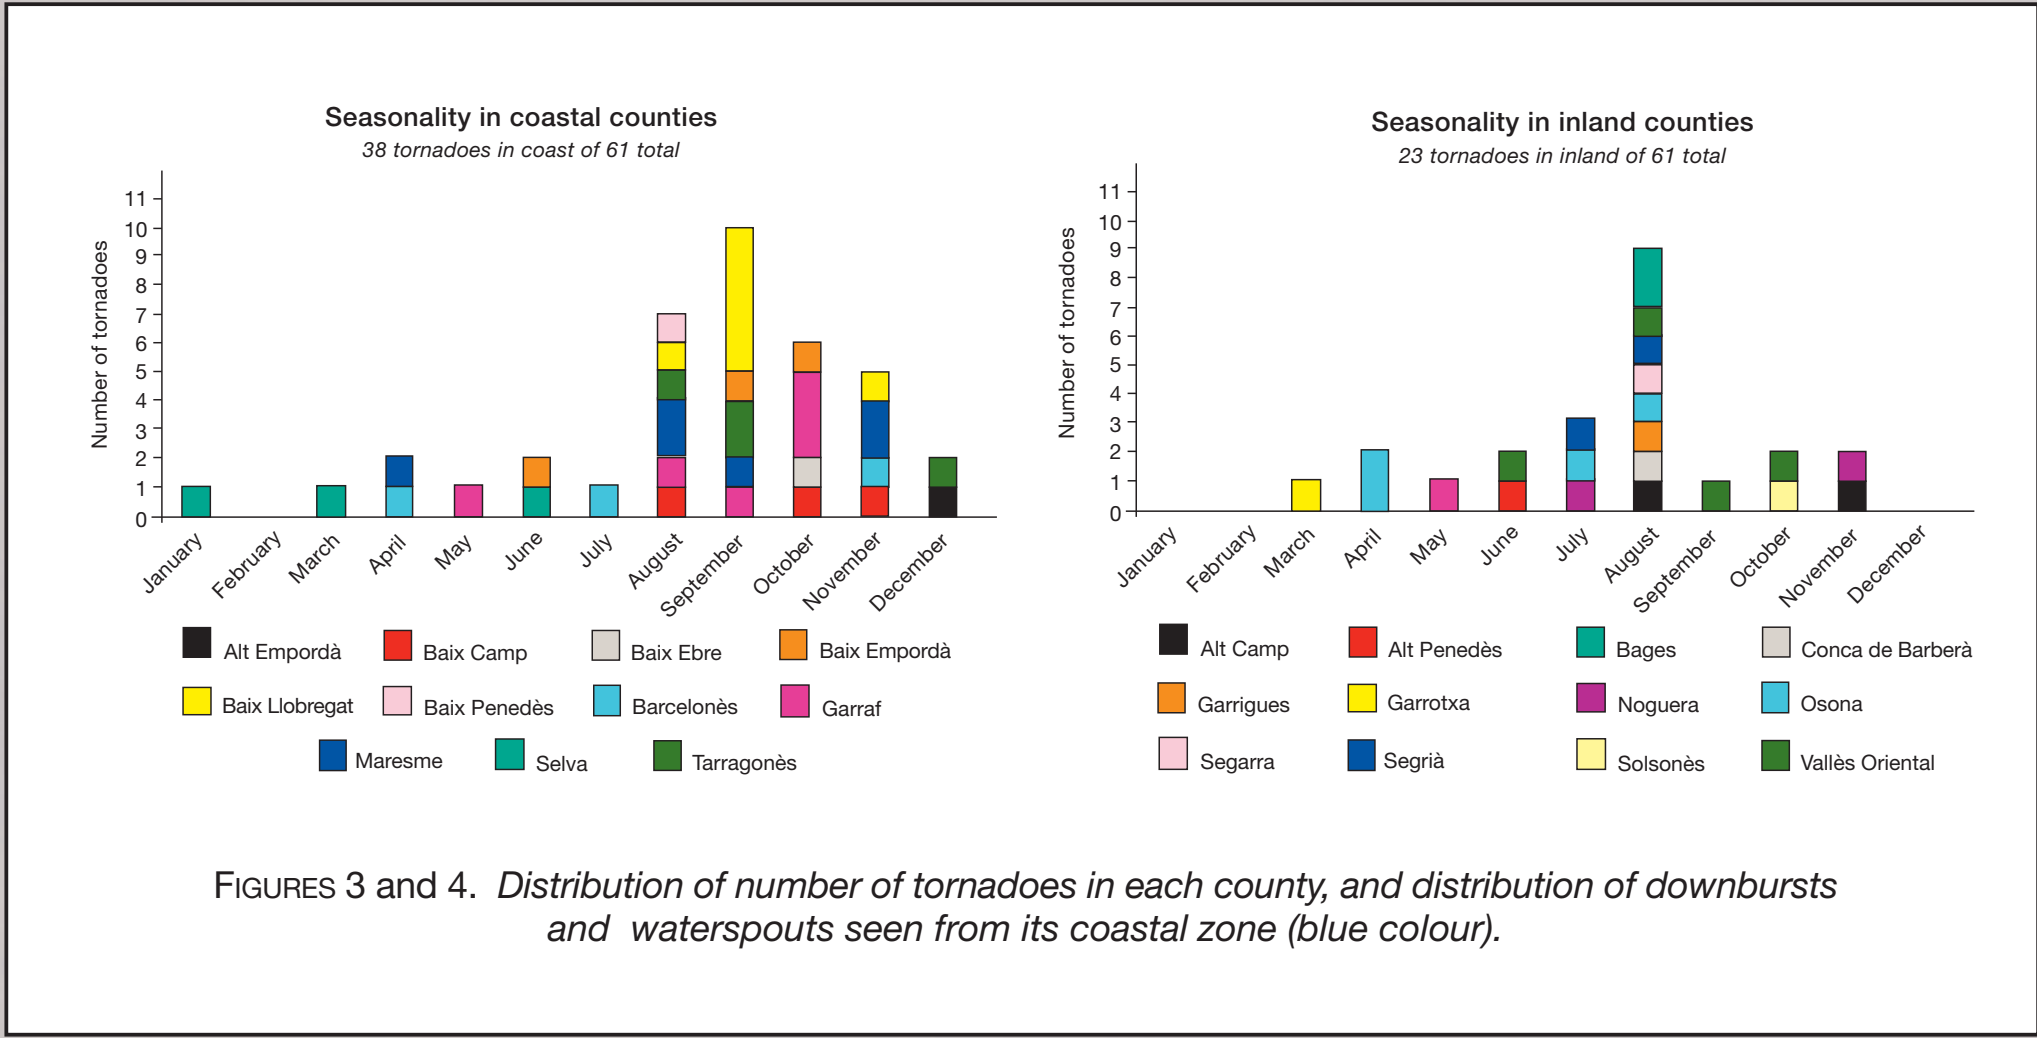 Seasonality in coastal counties
38 tornadoes in coast of 61 total
Number of tornadoes
11
10
9
8
7
6
5
4
3
2
1
0
January
February
March
April
May
June
July
August
September
October
November
December
Alt Empordà
Baix Camp
Baix Ebre
Baix Empordà
Baix Llobregat
Baix Penedès
Barcelonès
Garraf
Maresme
Selva
Tarragonès
Seasonality in inland counties
23 tornadoes in inland of 61 total
Number of tornadoes
11
10
9
8
7
6
5
4
3
2
1
0
January
February
March
April
May
June
July
August
September
October
November
December
Alt Camp
Alt Penedès
Bages
Conca de Barberà
Garrigues
Garrotxa
Noguera
Osona
Segarra
Segrià
Solsonès
Vallès Oriental
FIGURES 3 and 4. Distribution of number of tornadoes in each county, and distribution of downbursts
and waterspouts seen from its coastal zone (blue colour).